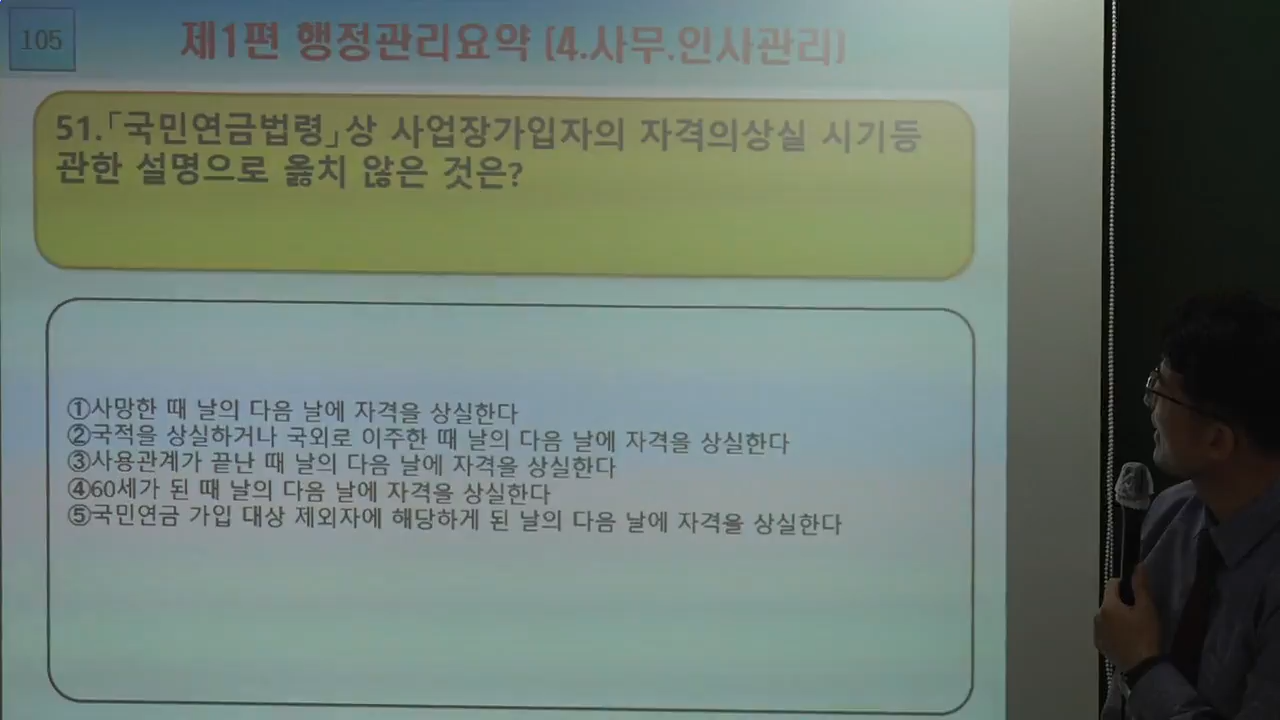 105
제1편 행정관리요약 (4.사무.인사관리)
51.「국민연금법령」상 사업장가입자의 자격의상실 시기등
관한 설명으로 옳치 않은 것은?
①사망한 때 날의 다음 날에 자격을 상실한다
②국적을 상실하거나 국외로 이주한 때 날의 다음 날에 자격을 상실한다
③사용관계가 끝난 때 날의 다음 날에 자격을 상실한다
④60세가 된 때 날의 다음 날에 자격을 상실한다
⑤국민연금 가입 대상 제외자에 해당하게 된 날의 다음 날에 자격을 상실한다